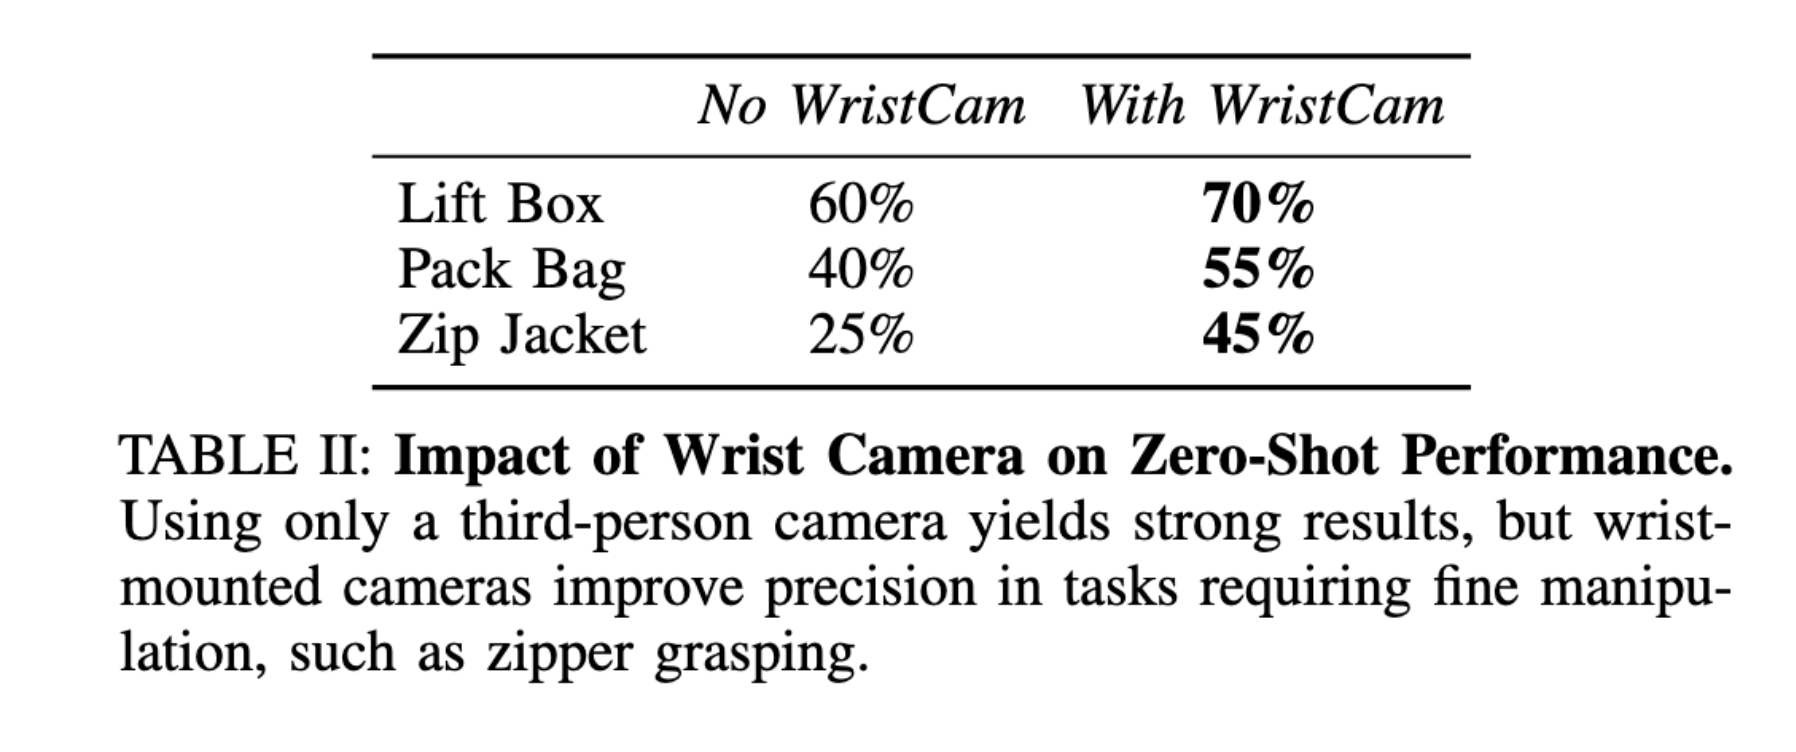 No WristCam With WristCam
Lift Box 60% 70%
Pack Bag 40% 55%
Zip Jacket 25% 45%
TABLE II: Impact of Wrist Camera on Zero-Shot Performance.
Using only a third-person camera yields strong results, but wrist-
mounted cameras improve precision in tasks requiring fine manipu-
lation, such as zipper grasping.